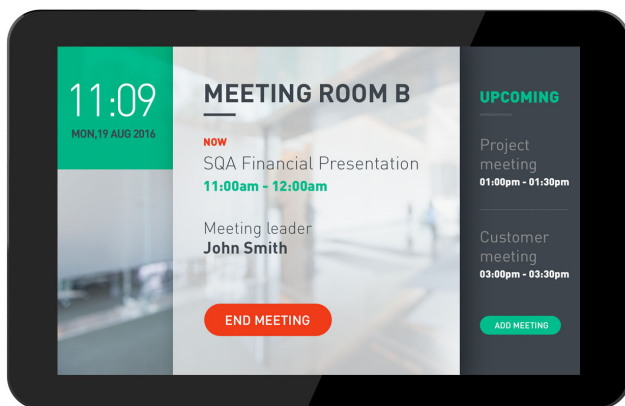 11:09
MON,19 AUG 2016
MEETING ROOM B
NOW
SQA Financial Presentation
11:00am - 12:00am
Meeting leader
John Smith
END MEETING
UPCOMING
Project
meeting
01:00pm - 01:30pm
Customer
meeting
03:00pm - 03:30pm
ADD MEETING